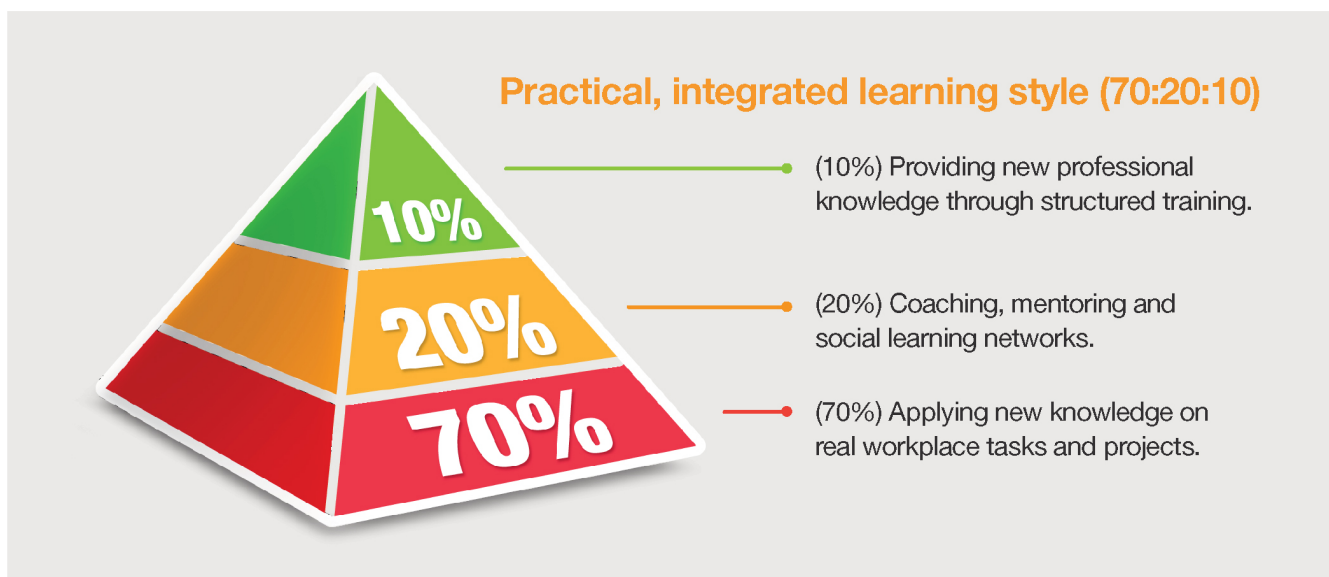 Practical, integrated learning style (70:20:10)
10%
(10%) Providing new professional
knowledge through structured training.
20%
(20%) Coaching, mentoring and
social learning networks.
70%
(70%) Applying new knowledge on
real workplace tasks and projects.